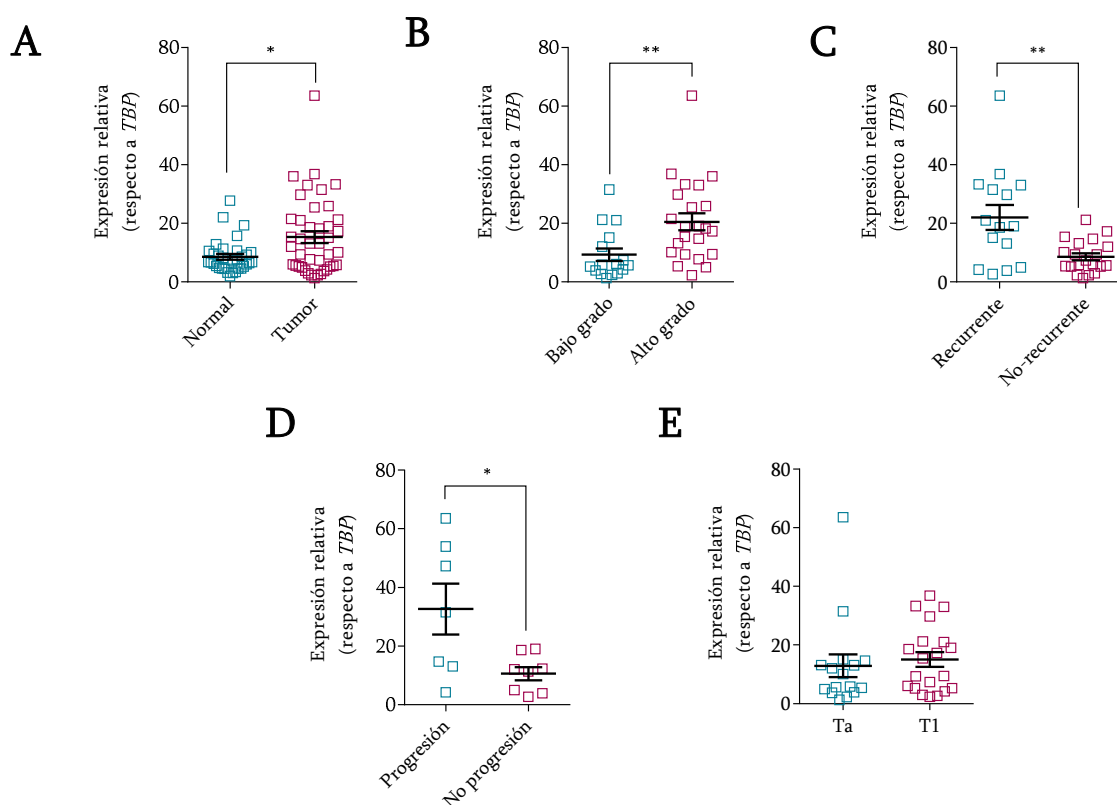 A
Expresión relativa
(respecto a TBP)
80
60
40
20
0
*
Normal
Tumor
B
Expresión relativa
(respecto a TBP)
80
60
40
20
0
**
Bajo grado
Alto grado
C
Expresión relativa
(respecto a TBP)
80
60
40
20
0
**
Recurrente
No-recurrente
D
Expresión relativa
(respecto a TBP)
80
60
40
20
0
*
Progresión
No progresión
E
Expresión relativa
(respecto a TBP)
80
60
40
20
0
Ta
T1